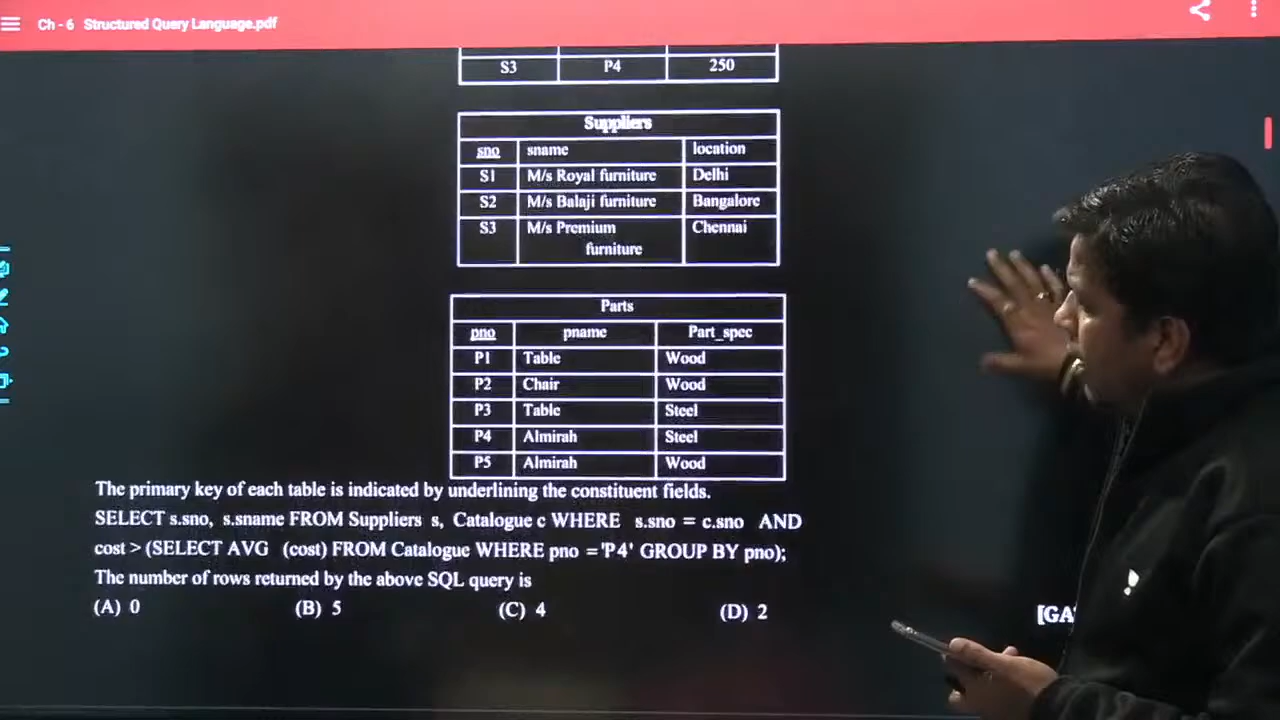 Ch - 6 Structured Query Language.pdf
S3 P4 250
Suppliers
sno sname location
S1 M/s Royal furniture Delhi
S2 M/s Balaji furniture Bangalore
S3 M/s Premium furniture Chennai
Parts
pno pname Part_spec
P1 Table Wood
P2 Chair Wood
P3 Table Steel
P4 Almirah Steel
P5 Almirah Wood
The primary key of each table is indicated by underlining the constituent fields.
SELECT s.sno, s.sname FROM Suppliers s, Catalogue c WHERE s.sno = c.sno AND
cost > (SELECT AVG (cost) FROM Catalogue WHERE pno = 'P4' GROUP BY pno);
The number of rows returned by the above SQL query is
(A) 0 (B) 5 (C) 4 (D) 2 [GA